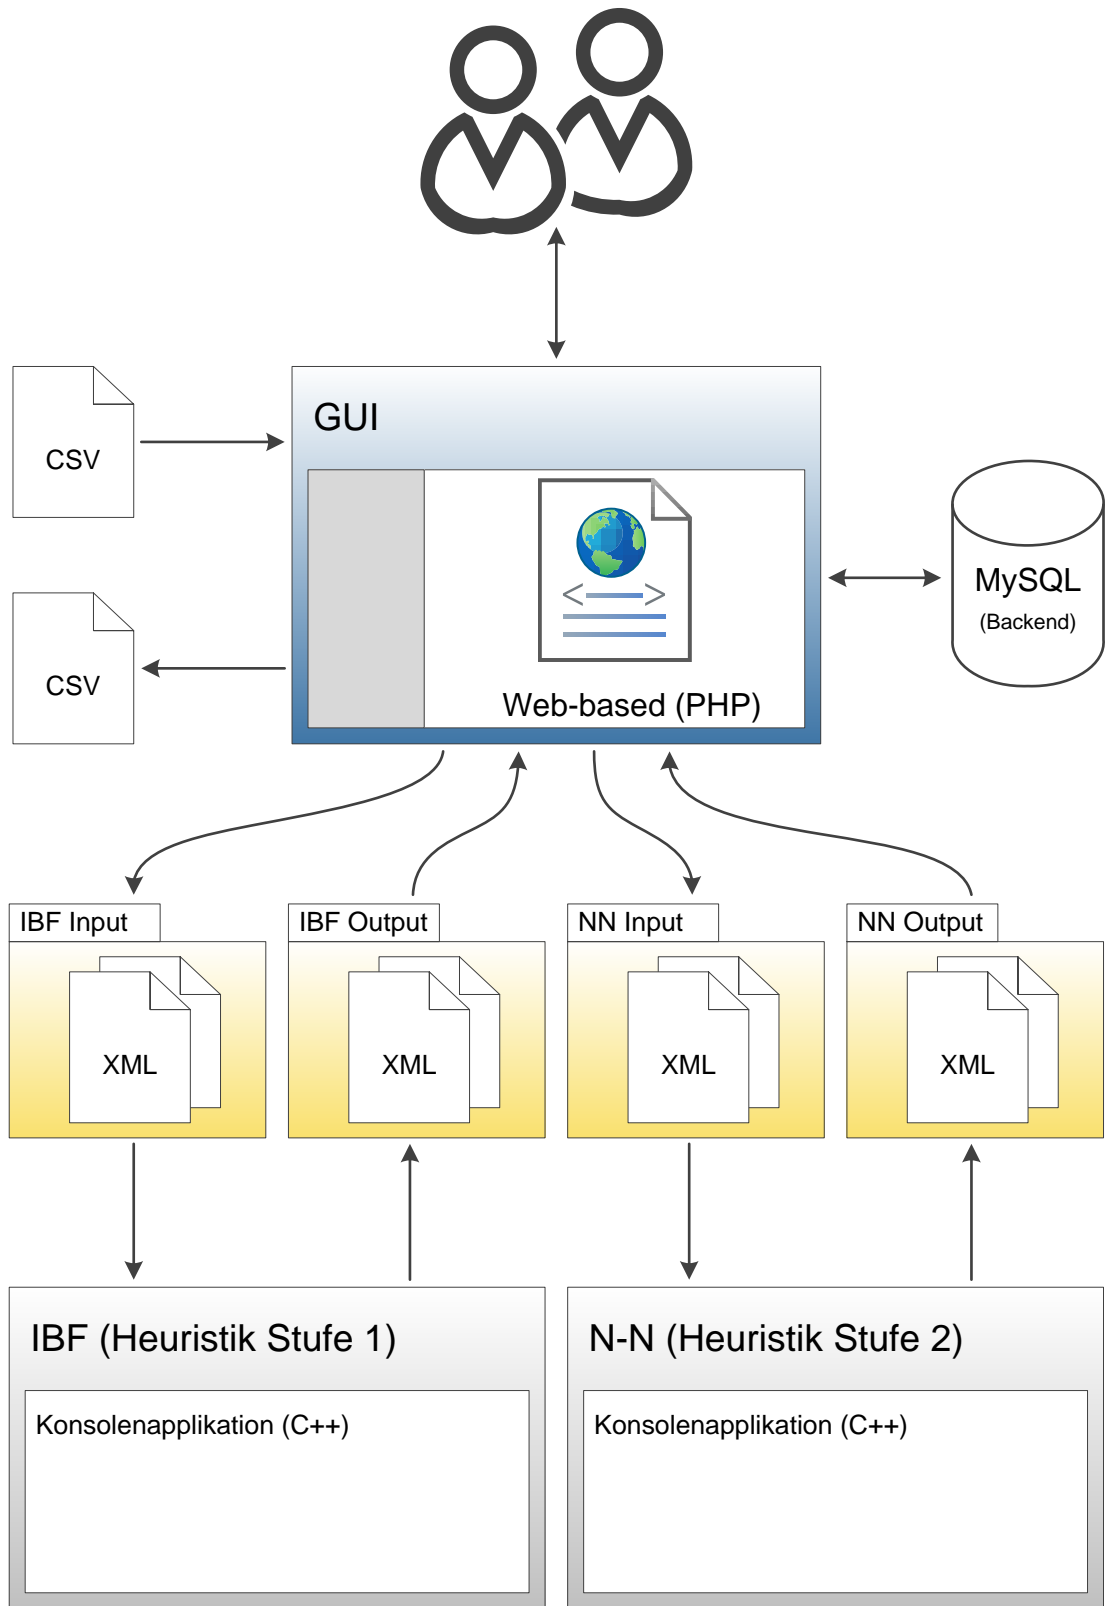 GUI
CSV
CSV
MySQL
(Backend)
Web-based (PHP)
IBF Input
IBF Output
NN Input
NN Output
XML
XML
XML
XML
IBF (Heuristik Stufe 1)
Konsolenapplikation (C++)
N-N (Heuristik Stufe 2)
Konsolenapplikation (C++)